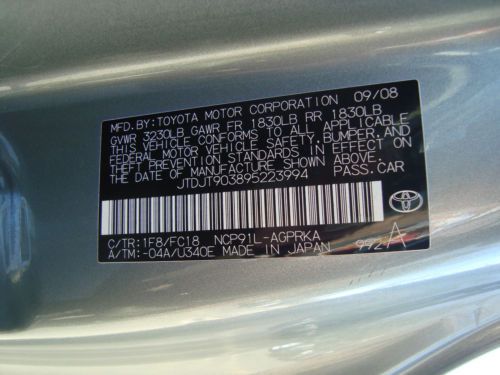 MFD. BY: TOYOTA MOTOR CORPORATION 09/08
GVWR 3230LB GAWR FR 1830LB RR 1830LB
THIS VEHICLE CONFORMS TO ALL APPLICABLE
FEDERAL MOTOR VEHICLE SAFETY, BUMPER, AND
THEFT PREVENTION STANDARDS IN EFFECT ON
THE DATE OF MANUFACTURE SHOWN ABOVE.
JTDJT903895223994 PASS. CAR
C/TR: 1F8/FC18 NCP91L-AGPRKA
A/TM: -04A/U340E MADE IN JAPAN 992A